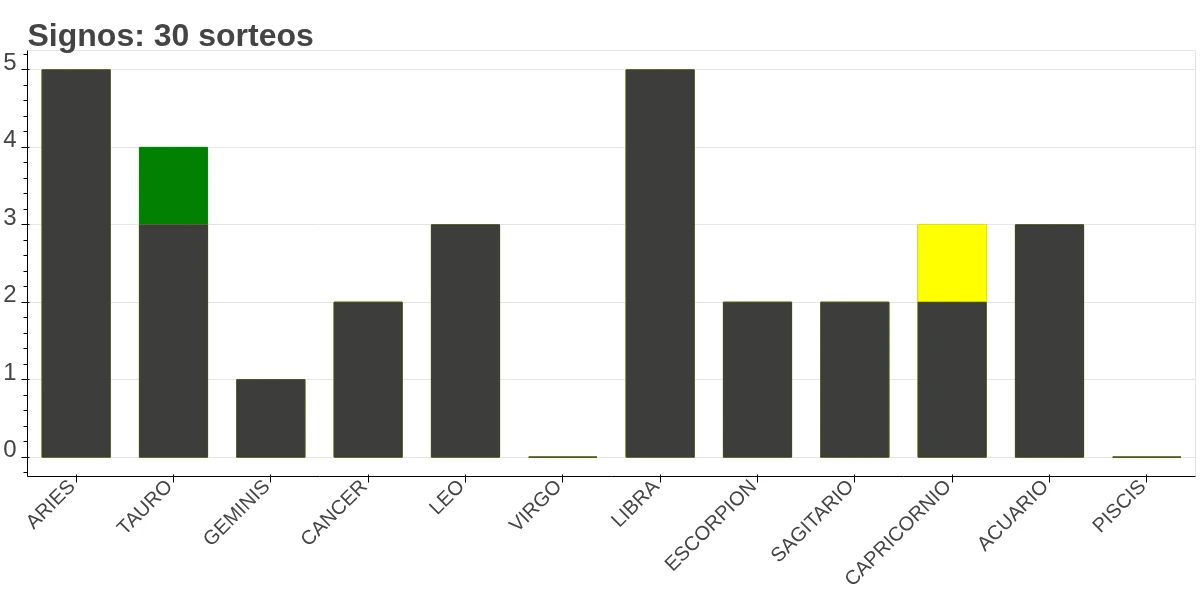 Signos: 30 sorteos
5
4
3
2
1
0
ARIES
TAURO
GEMINIS
CANCER
LEO
VIRGO
LIBRA
ESCORPION
SAGITARIO
CAPRICORNIO
ACUARIO
PISCIS